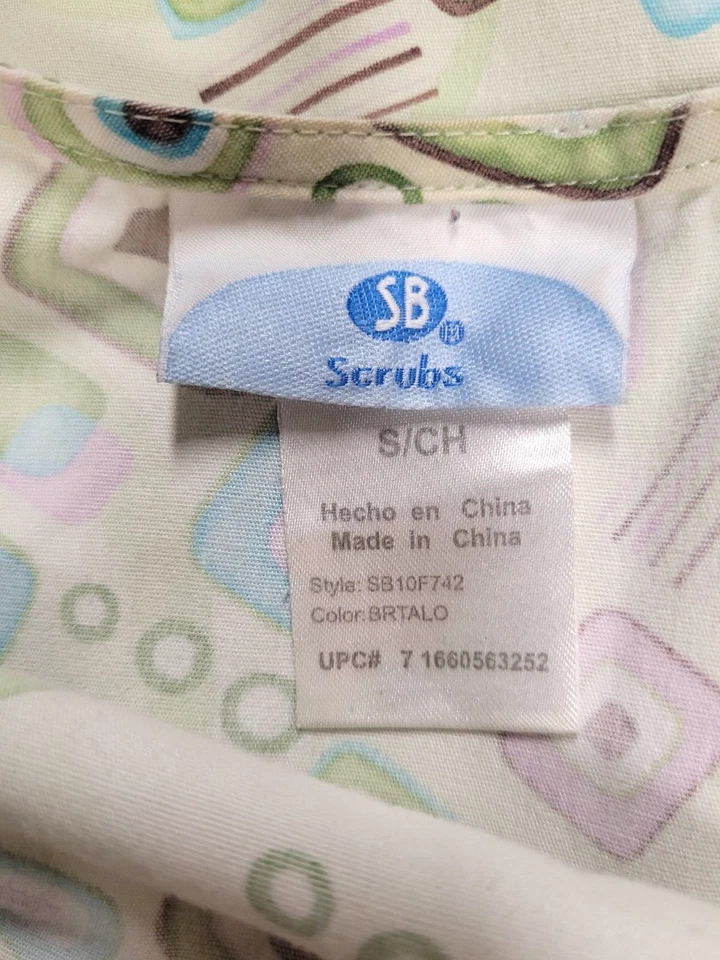 SB
Scrubs
S/CH
Hecho en China
Made in China
Style: SB10F742
Color:BRTALO
UPC# 7 1660563252